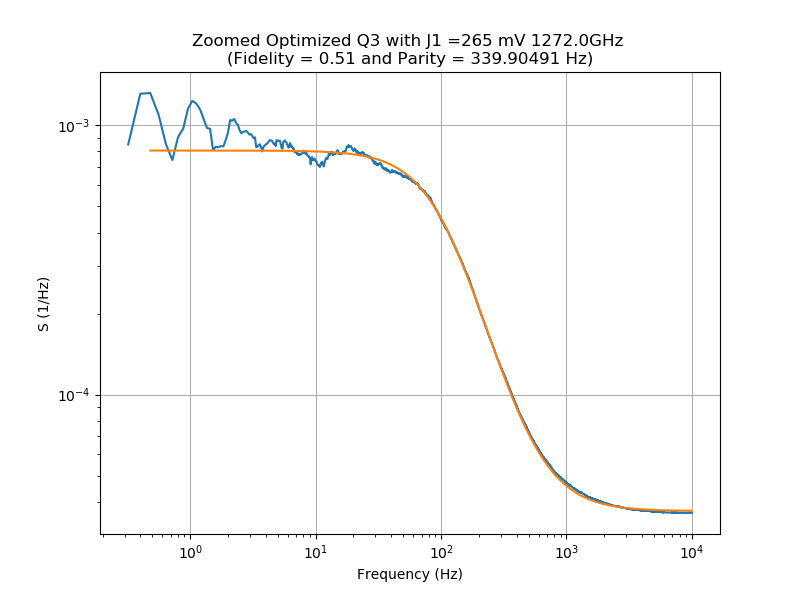 Zoomed Optimized Q3 with J1 =265 mV 1272.0GHz
(Fidelity = 0.51 and Parity = 339.90491 Hz)
S (1/Hz)
10⁻³
10⁻⁴
10⁰ 10¹ 10² 10³ 10⁴
Frequency (Hz)